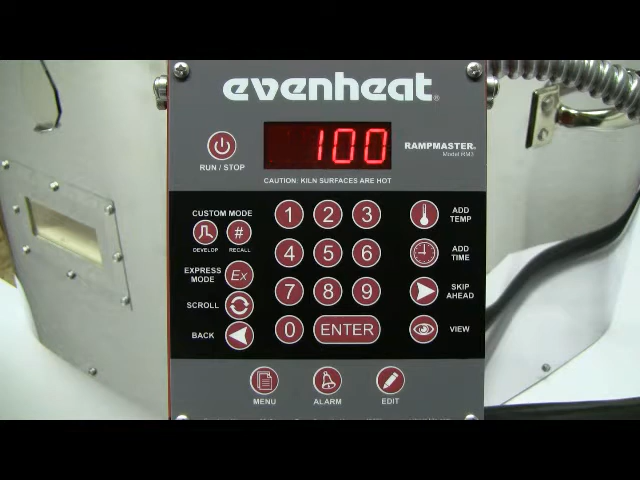 evenheat®
100
RAMPMASTER®
Model RM3
RUN / STOP
CAUTION: KILN SURFACES ARE HOT
CUSTOM MODE
#
DEVELOP
RECALL
EXPRESS
MODE
Ex
SCROLL
BACK
1 2 3
4 5 6
7 8 9
0 ENTER
ADD
TEMP
ADD
TIME
SKIP
AHEAD
VIEW
MENU
ALARM
EDIT